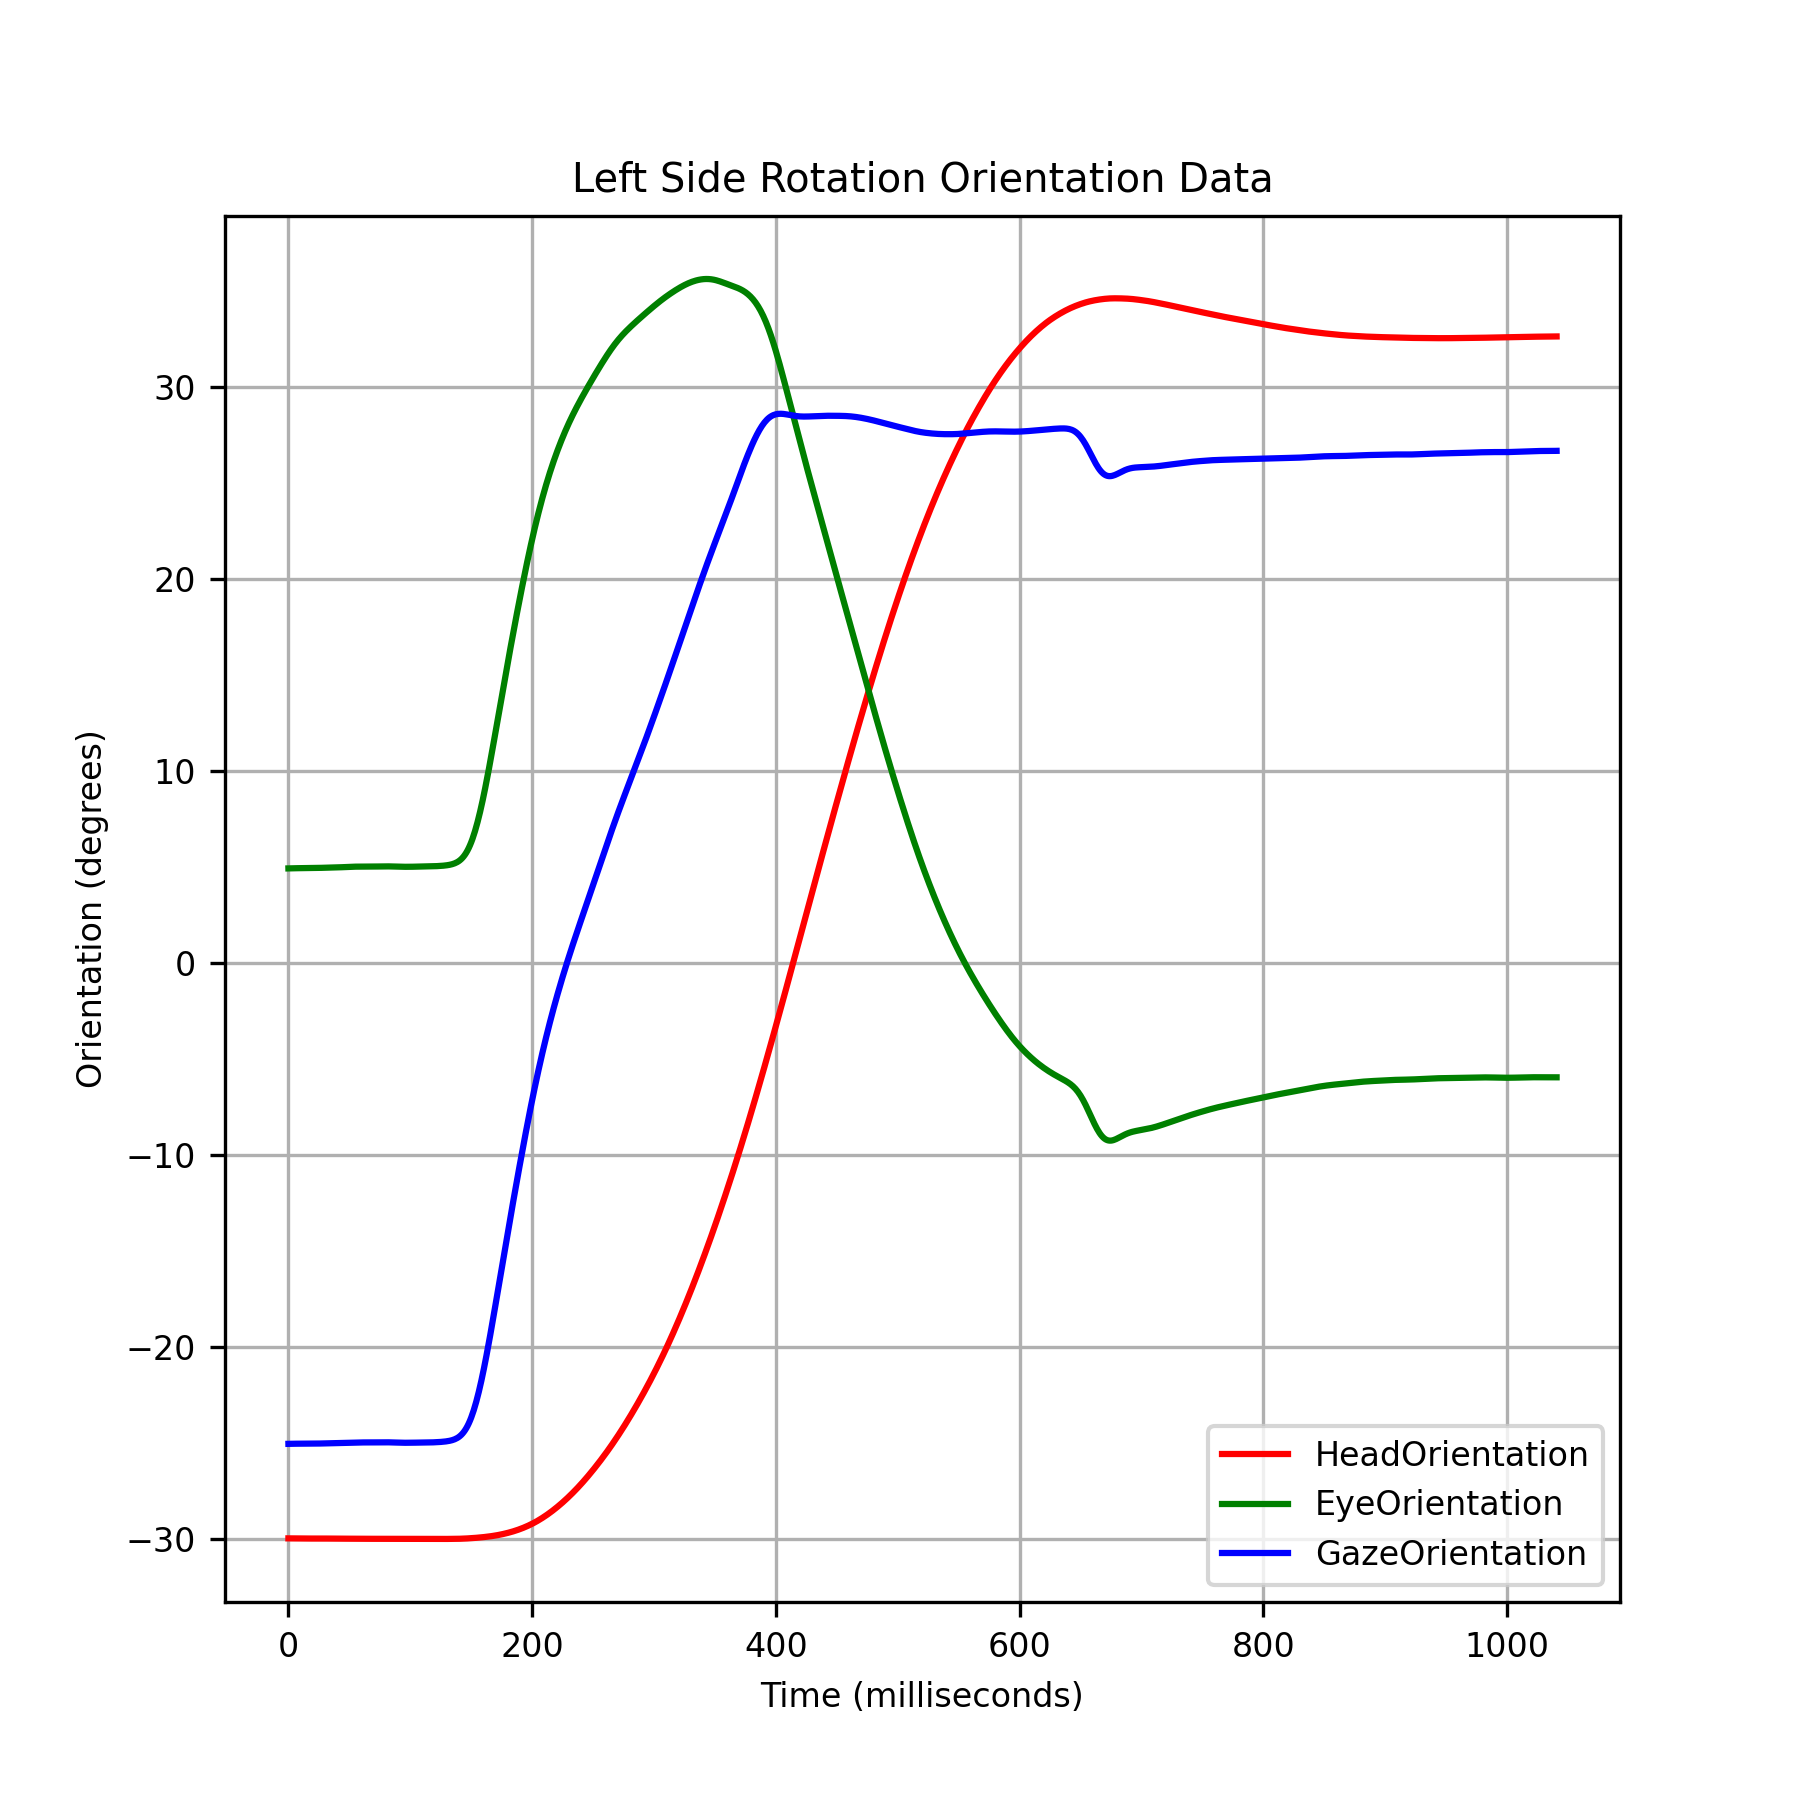 Left Side Rotation Orientation Data
Orientation (degrees)
30
20
10
0
−10
−20
−30
HeadOrientation
EyeOrientation
GazeOrientation
0 200 400 600 800 1000
Time (milliseconds)